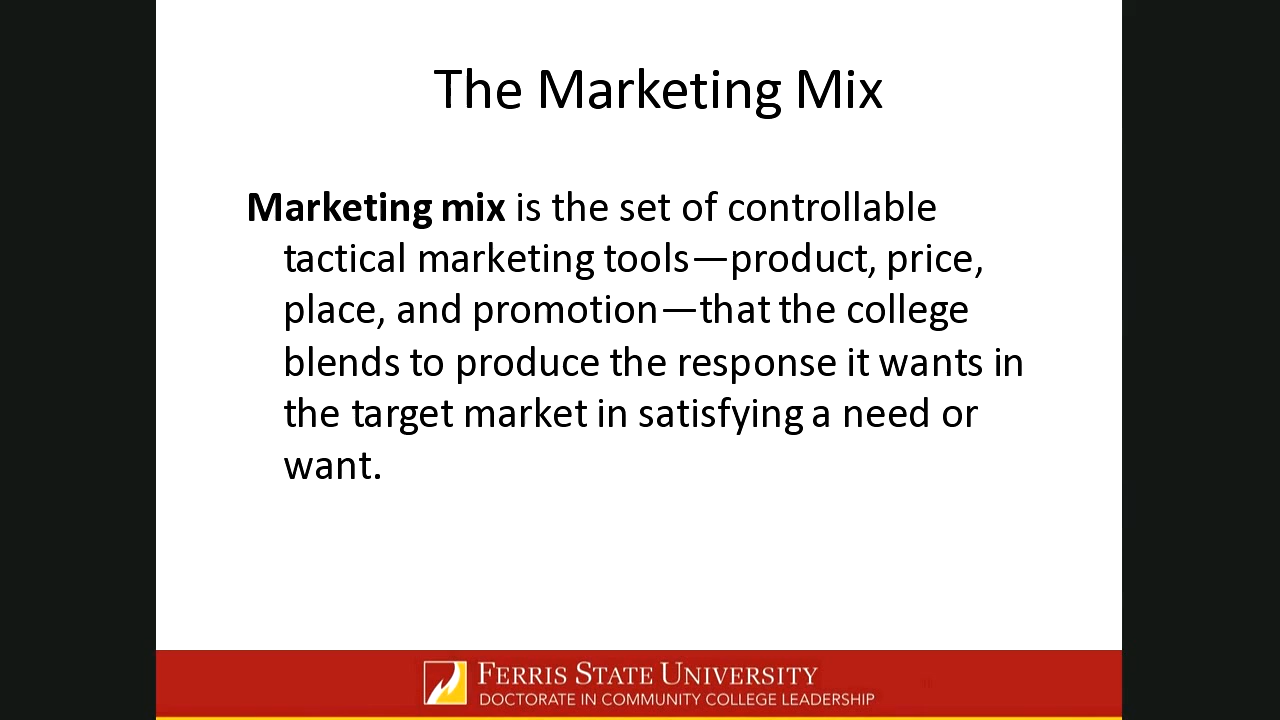 The Marketing Mix
Marketing mix is the set of controllable
tactical marketing tools—product, price,
place, and promotion—that the college
blends to produce the response it wants in
the target market in satisfying a need or
want.
FERRIS STATE UNIVERSITY
DOCTORATE IN COMMUNITY COLLEGE LEADERSHIP